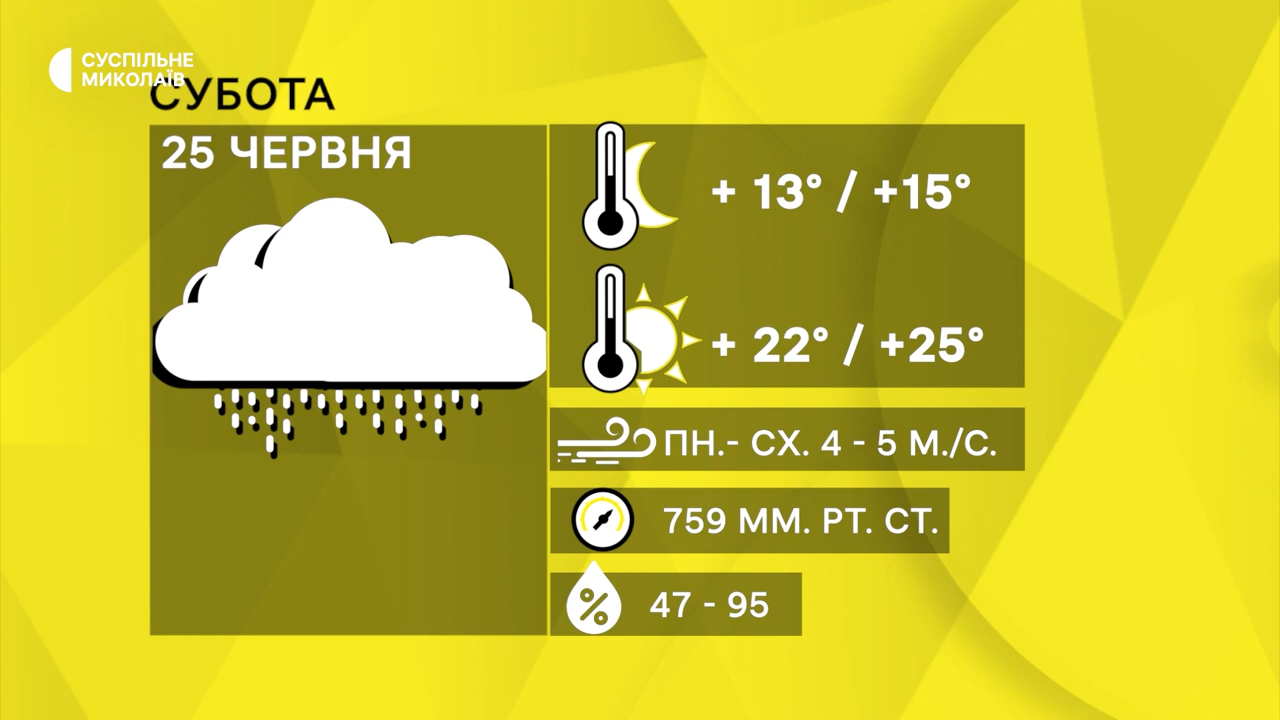 СУСПІЛЬНЕ
МИКОЛАЇВ
СУБОТА
25 ЧЕРВНЯ
+ 13° / +15°
+ 22° / +25°
ПН.- СХ. 4 - 5 М./С.
759 ММ. РТ. СТ.
% 47 - 95